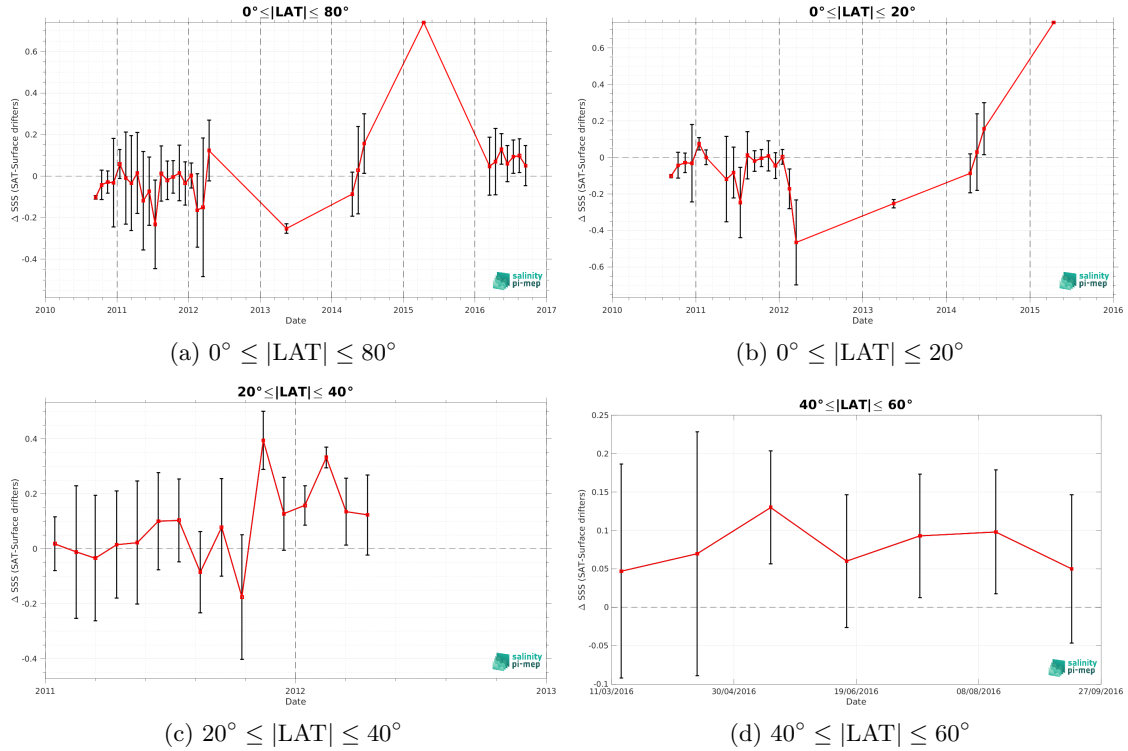 0°≤|LAT|≤ 80°
Δ SSS (SAT-Surface drifters)
0.6
0.4
0.2
0
-0.2
-0.4
2010
2011
2012
2013
2014
2015
2016
2017
Date
salinity
pi-mep
(a) 0° ≤ |LAT| ≤ 80°
0°≤|LAT|≤ 20°
Δ SSS (SAT-Surface drifters)
0.6
0.4
0.2
0
-0.2
-0.4
-0.6
2010
2011
2012
2013
2014
2015
2016
Date
salinity
pi-mep
(b) 0° ≤ |LAT| ≤ 20°
20°≤|LAT|≤ 40°
Δ SSS (SAT-Surface drifters)
0.4
0.2
0
-0.2
-0.4
2011
2012
2013
Date
salinity
pi-mep
(c) 20° ≤ |LAT| ≤ 40°
40°≤|LAT|≤ 60°
Δ SSS (SAT-Surface drifters)
0.25
0.2
0.15
0.1
0.05
0
-0.05
-0.1
11/03/2016
30/04/2016
19/06/2016
08/08/2016
27/09/2016
Date
salinity
pi-mep
(d) 40° ≤ |LAT| ≤ 60°